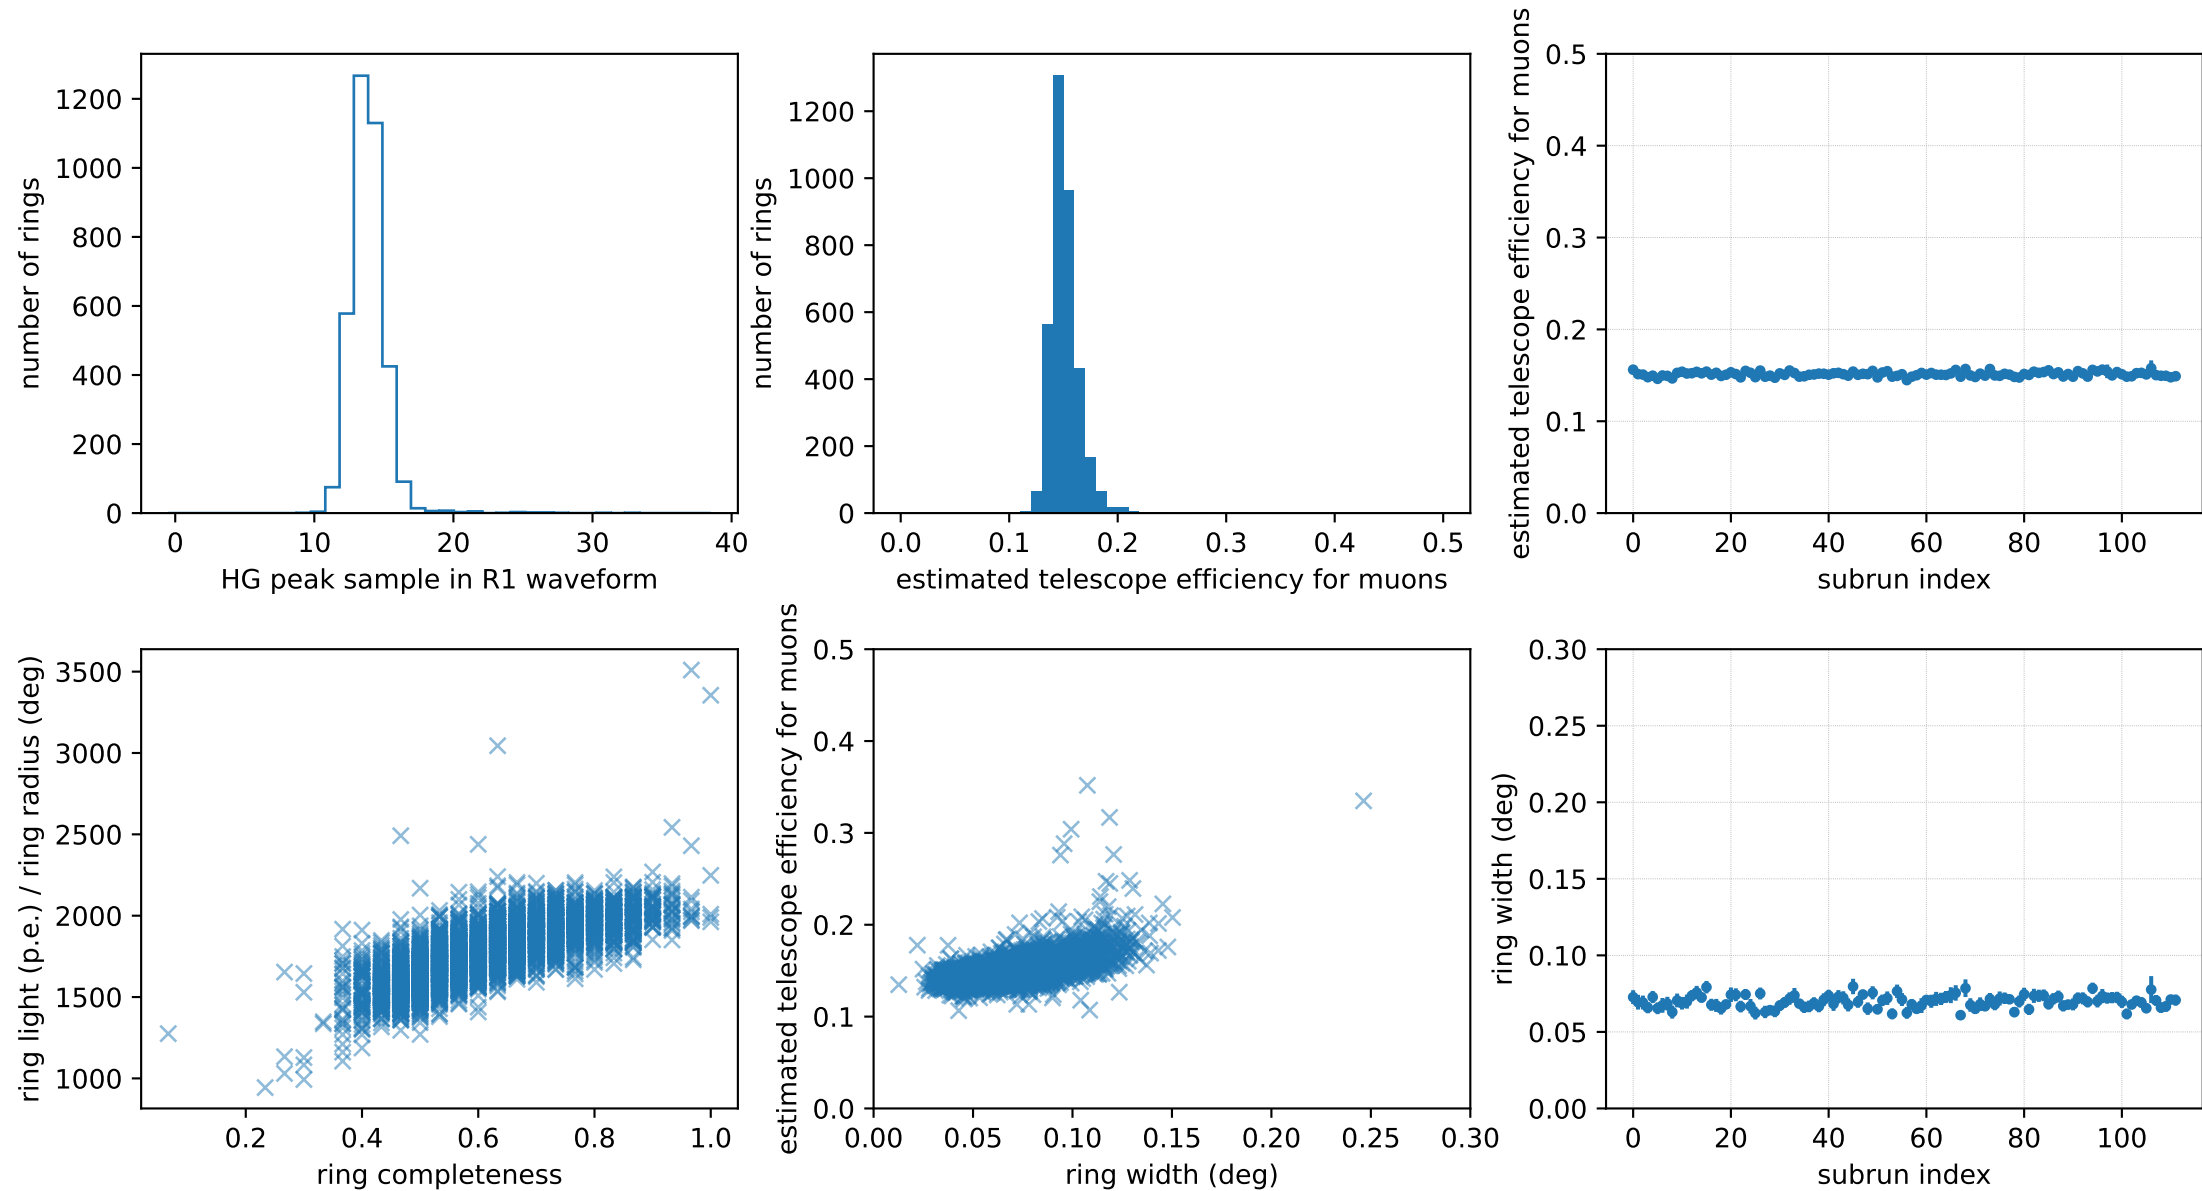 number of rings
1200
1000
800
600
400
200
0
0 10 20 30 40
HG peak sample in R1 waveform
number of rings
1200
1000
800
600
400
200
0
0.0 0.1 0.2 0.3 0.4 0.5
estimated telescope efficiency for muons
estimated telescope efficiency for muons
0.5
0.4
0.3
0.2
0.1
0.0
0 20 40 60 80 100
subrun index
ring light (p.e.) / ring radius (deg)
3500
3000
2500
2000
1500
1000
0.2 0.4 0.6 0.8 1.0
ring completeness
estimated telescope efficiency for muons
0.5
0.4
0.3
0.2
0.1
0.0
0.00 0.05 0.10 0.15 0.20 0.25 0.30
ring width (deg)
ring width (deg)
0.30
0.25
0.20
0.15
0.10
0.05
0.00
0 20 40 60 80 100
subrun index